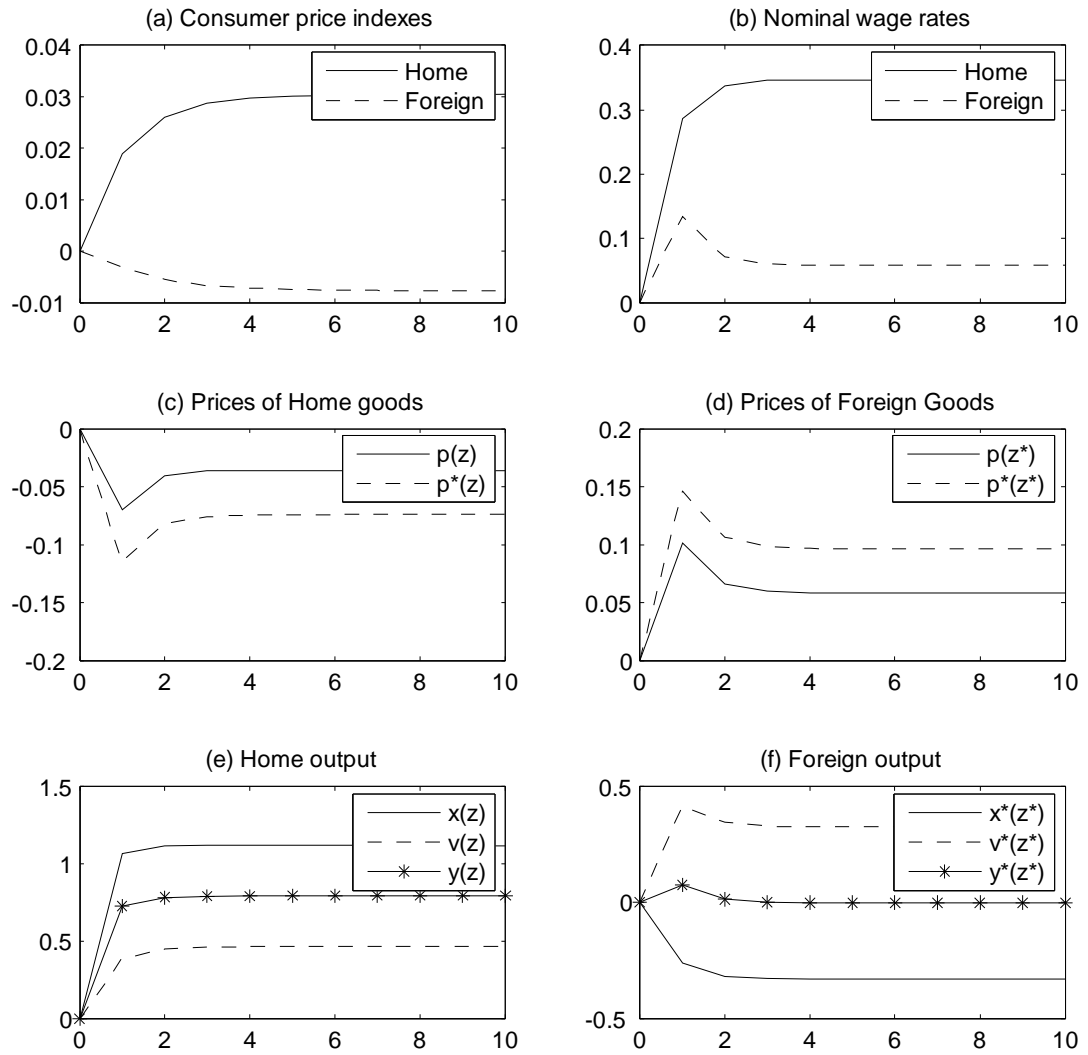 (a) Consumer price indexes
0.04
0.03
0.02
0.01
0
-0.01
0 2 4 6 8 10
Home
Foreign
(b) Nominal wage rates
0.4
0.3
0.2
0.1
0
0 2 4 6 8 10
Home
Foreign
(c) Prices of Home goods
0
-0.05
-0.1
-0.15
-0.2
0 2 4 6 8 10
p(z)
p*(z)
(d) Prices of Foreign Goods
0.2
0.15
0.1
0.05
0
0 2 4 6 8 10
p(z*)
p*(z*)
(e) Home output
1.5
1
0.5
0
0 2 4 6 8 10
x(z)
v(z)
y(z)
(f) Foreign output
0.5
0
-0.5
0 2 4 6 8 10
x*(z*)
v*(z*)
y*(z*)